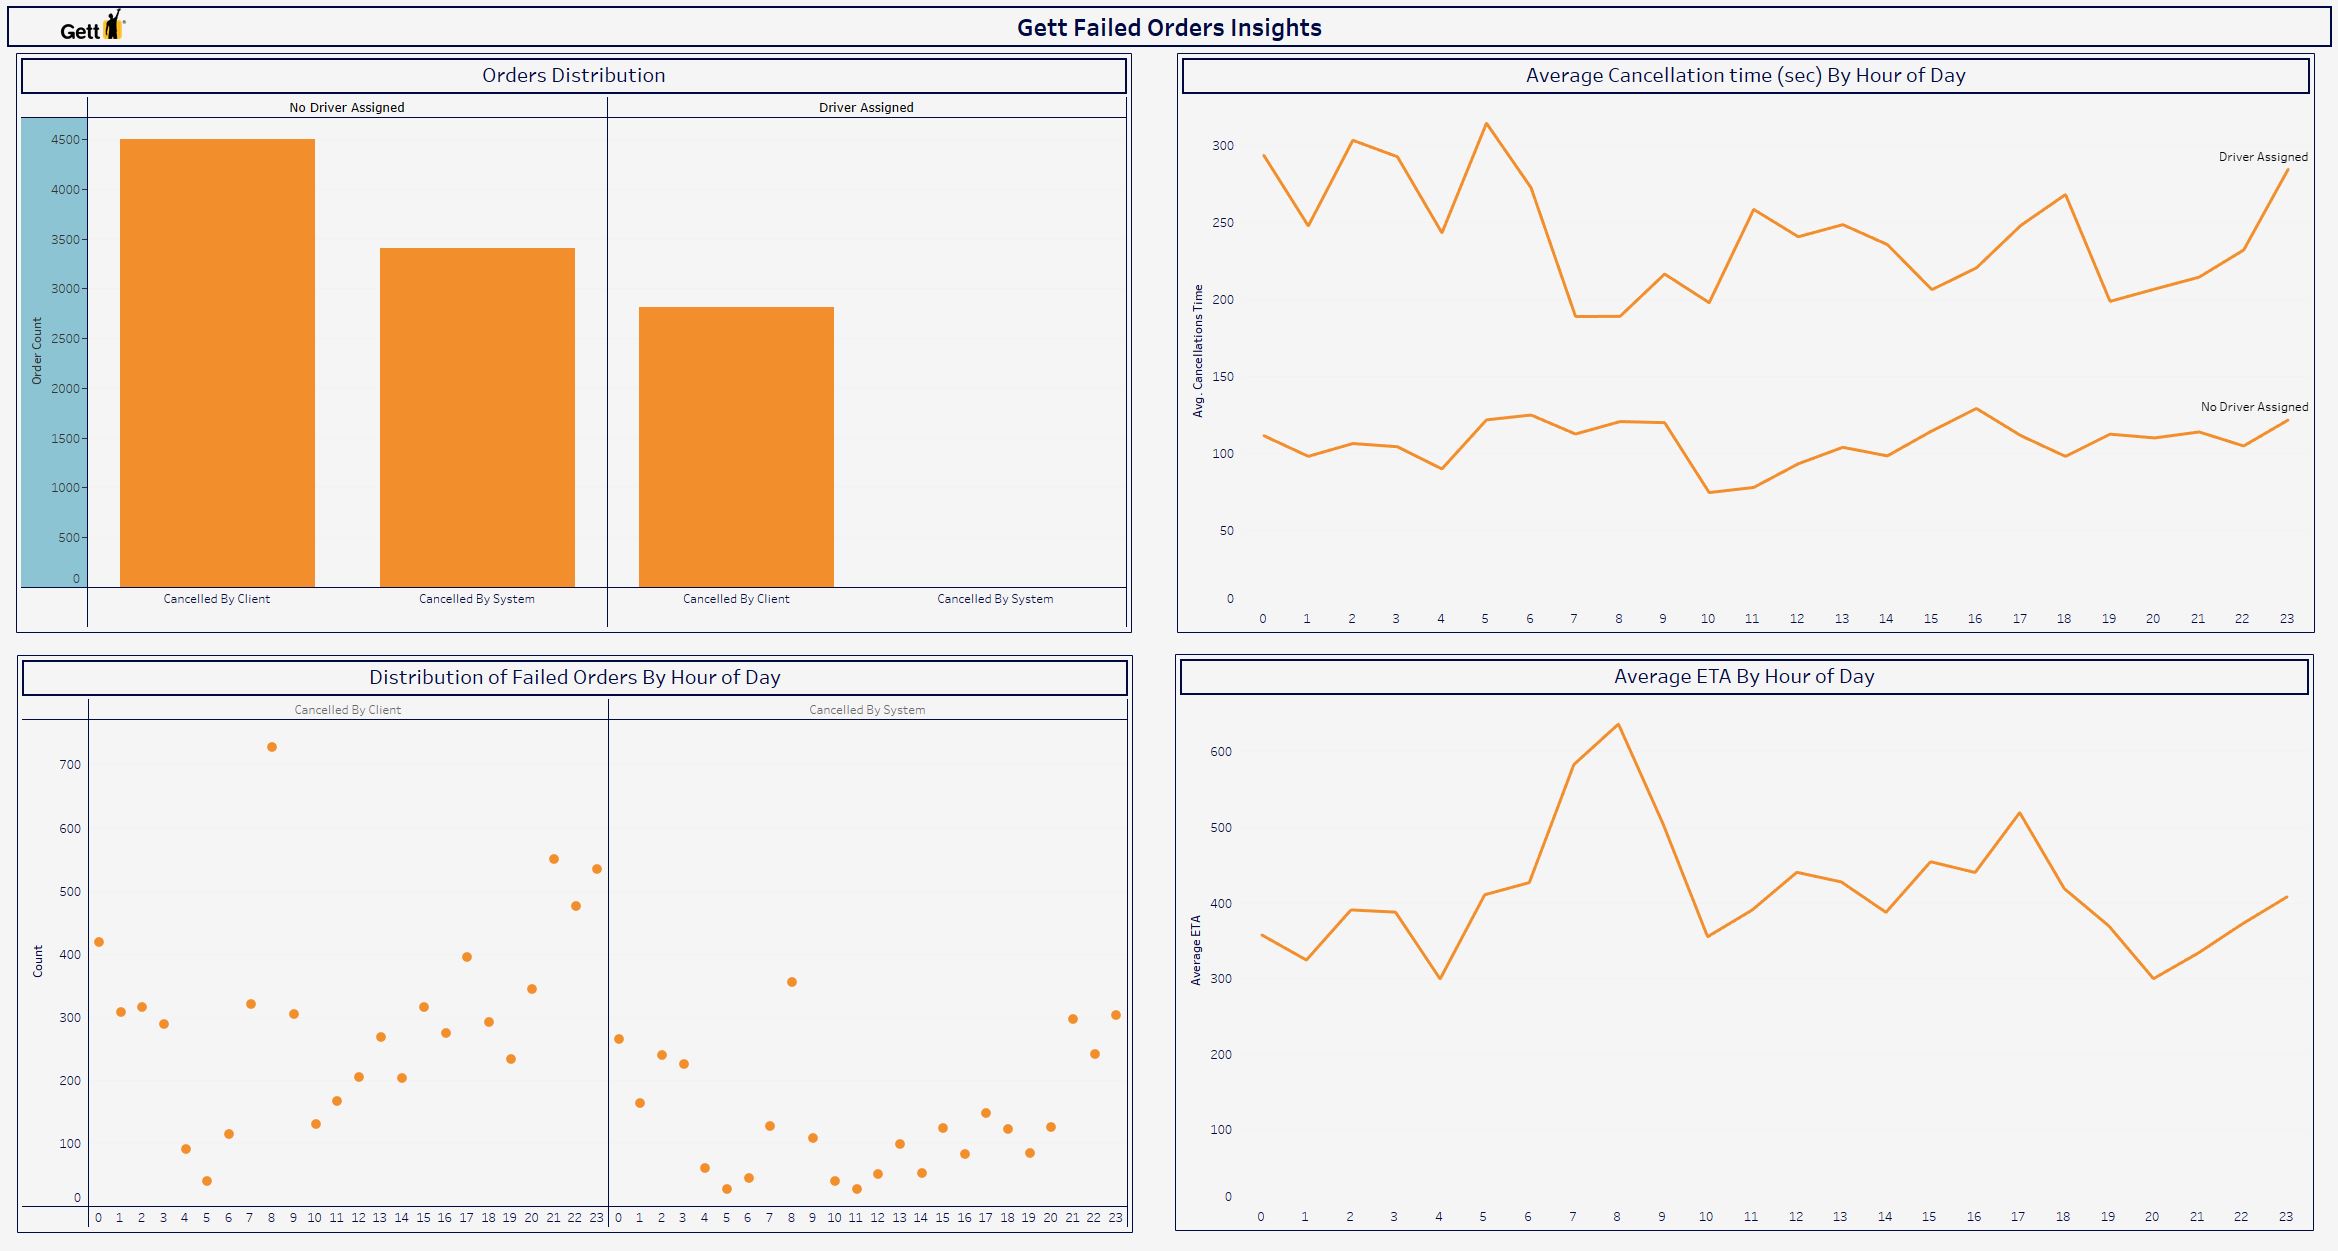 Gett
Gett Failed Orders Insights
Orders Distribution
No Driver Assigned Driver Assigned
Order Count
4500
4000
3500
3000
2500
2000
1500
1000
500
0
Cancelled By Client Cancelled By System Cancelled By Client Cancelled By System
Average Cancellation time (sec) By Hour of Day
Avg. Cancellations Time
300
250
200
150
100
50
0
Driver Assigned
No Driver Assigned
0 1 2 3 4 5 6 7 8 9 10 11 12 13 14 15 16 17 18 19 20 21 22 23
Distribution of Failed Orders By Hour of Day
Cancelled By Client Cancelled By System
Count
700
600
500
400
300
200
100
0
0 1 2 3 4 5 6 7 8 9 10 11 12 13 14 15 16 17 18 19 20 21 22 23 0 1 2 3 4 5 6 7 8 9 10 11 12 13 14 15 16 17 18 19 20 21 22 23
Average ETA By Hour of Day
Average ETA
600
500
400
300
200
100
0
0 1 2 3 4 5 6 7 8 9 10 11 12 13 14 15 16 17 18 19 20 21 22 23